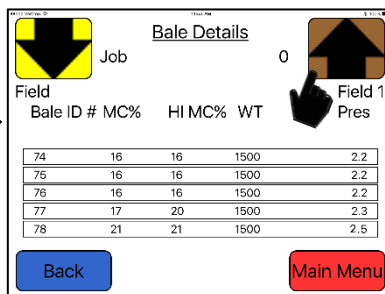 Bale Details
Job 0
Field Field 1
Bale ID # MC% HI MC% WT Pres
74 16 16 1500 2.2
75 16 16 1500 2.2
76 16 16 1500 2.2
77 17 20 1500 2.3
78 21 21 1500 2.5
Back Main Menu